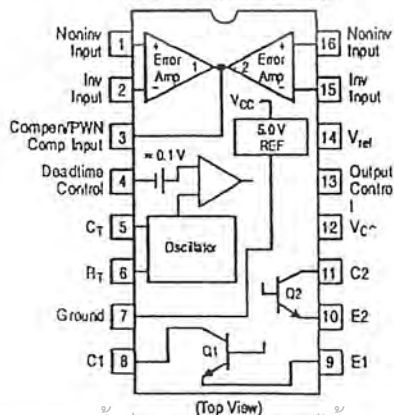 Noninv Input 1
Inv Input 2
Compen/PWN Comp Input 3
Deadtime Control 4
CT 5
RT 6
Ground 7
C1 8
+ Error Amp 1 -
+ 2 Error Amp -
VCC
5.0 V REF
≈ 0.1 V
Oscillator
Q2
Q1
16 Noninv Input
15 Inv Input
14 Vref
13 Output Control
12 VCC
11 C2
10 E2
9 E1
(Top View)